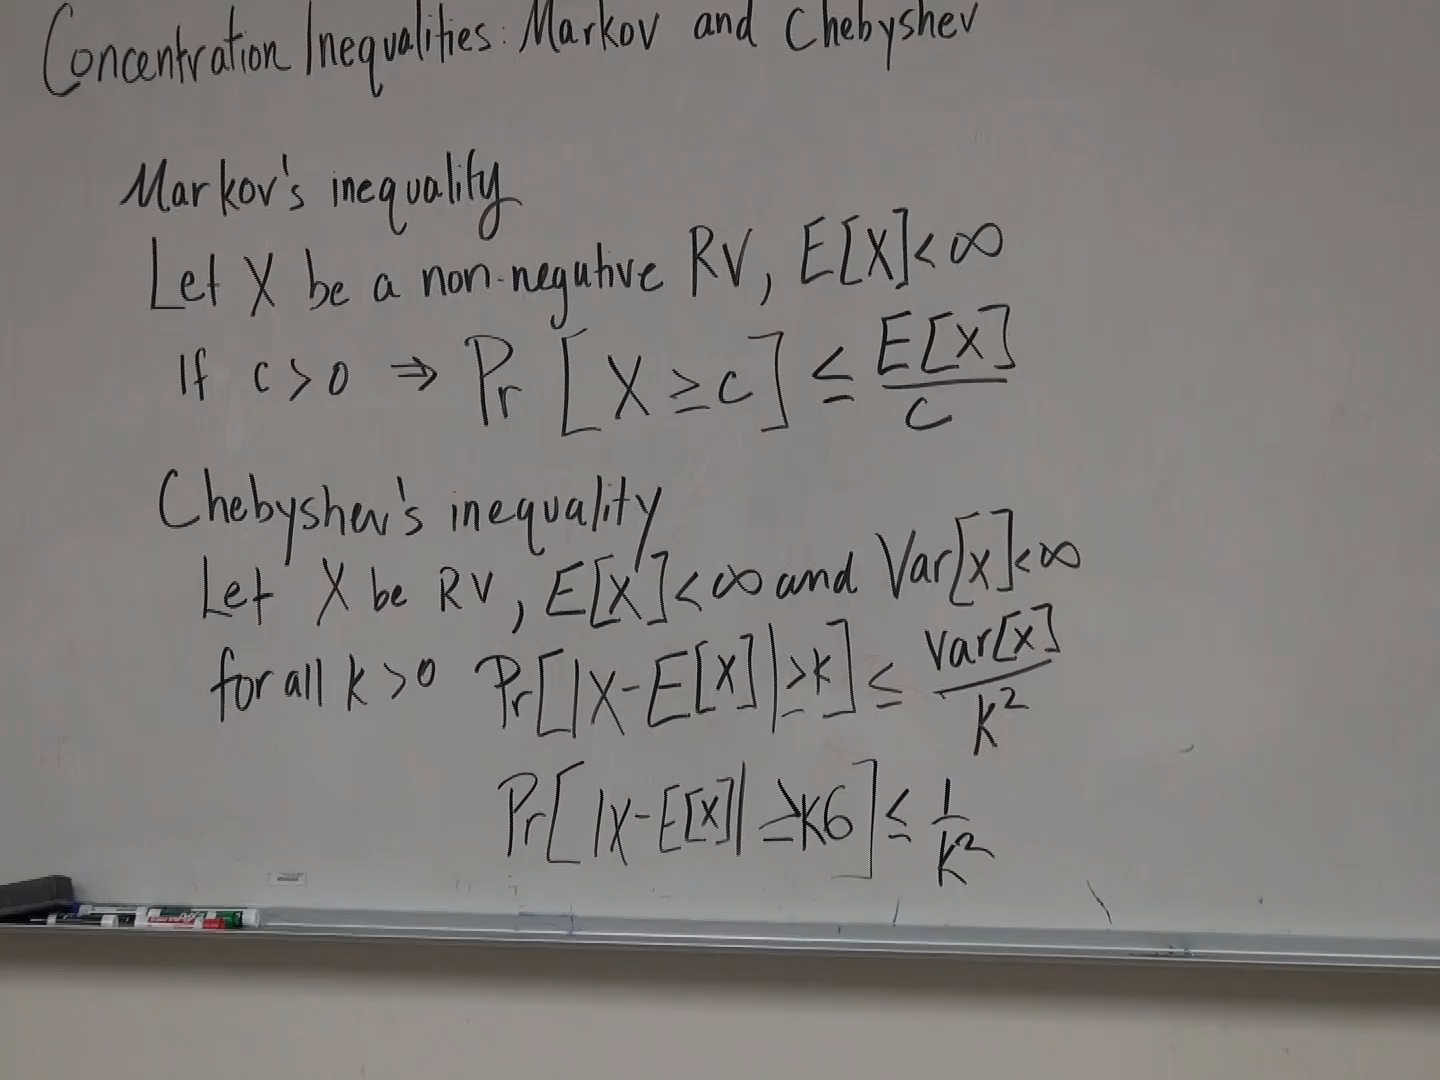 Concentration Inequalities: Markov and Chebyshev
Markov's inequality
Let X be a non-negative RV, E[X]<∞
If c>0 ⇒ Pr[X≥c] ≤ E[X]/c
Chebyshev's inequality
Let X be RV, E[X]<∞ and Var[x]<∞
for all k>0 Pr[|X-E[X]|≥k] ≤ Var[x]/k²
Pr[|X-E[X]|≥kσ] ≤ 1/k²